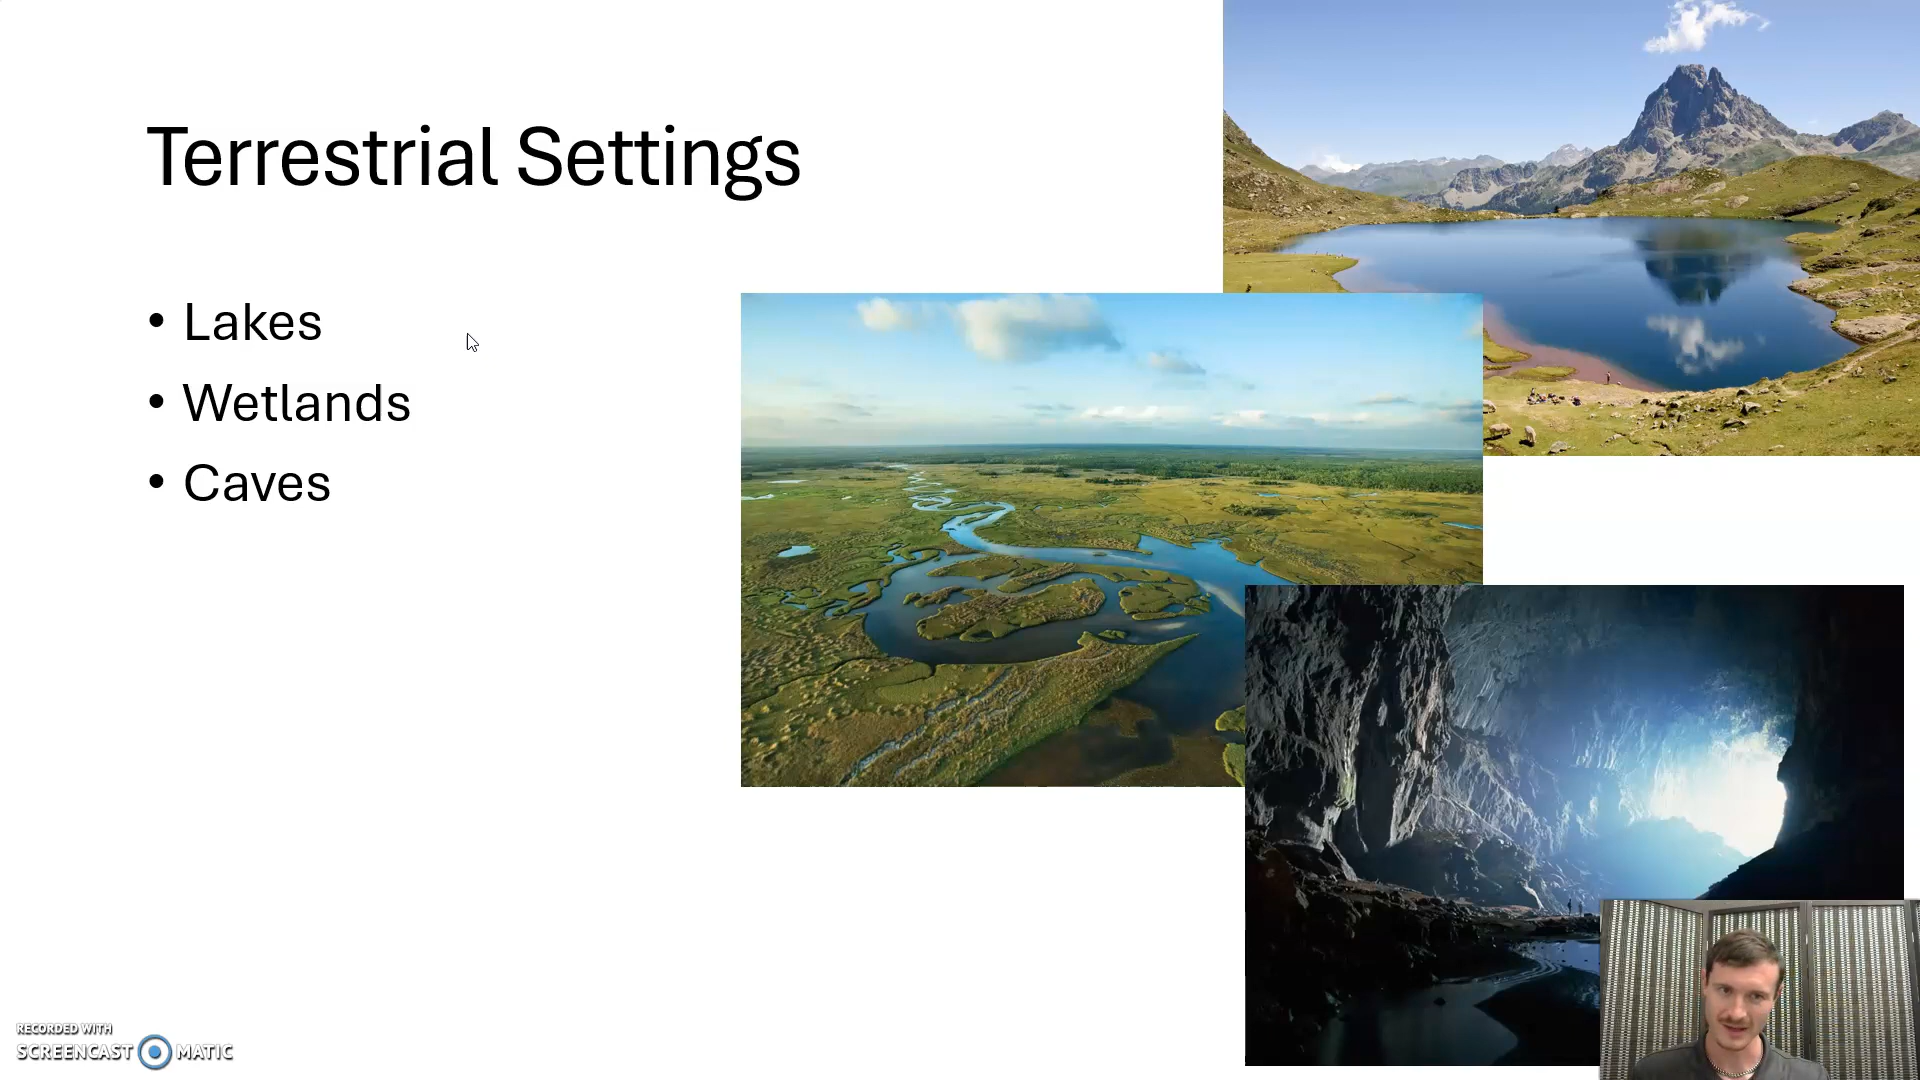 Terrestrial Settings
• Lakes
• Wetlands
• Caves
RECORDED WITH
SCREENCAST MATIC